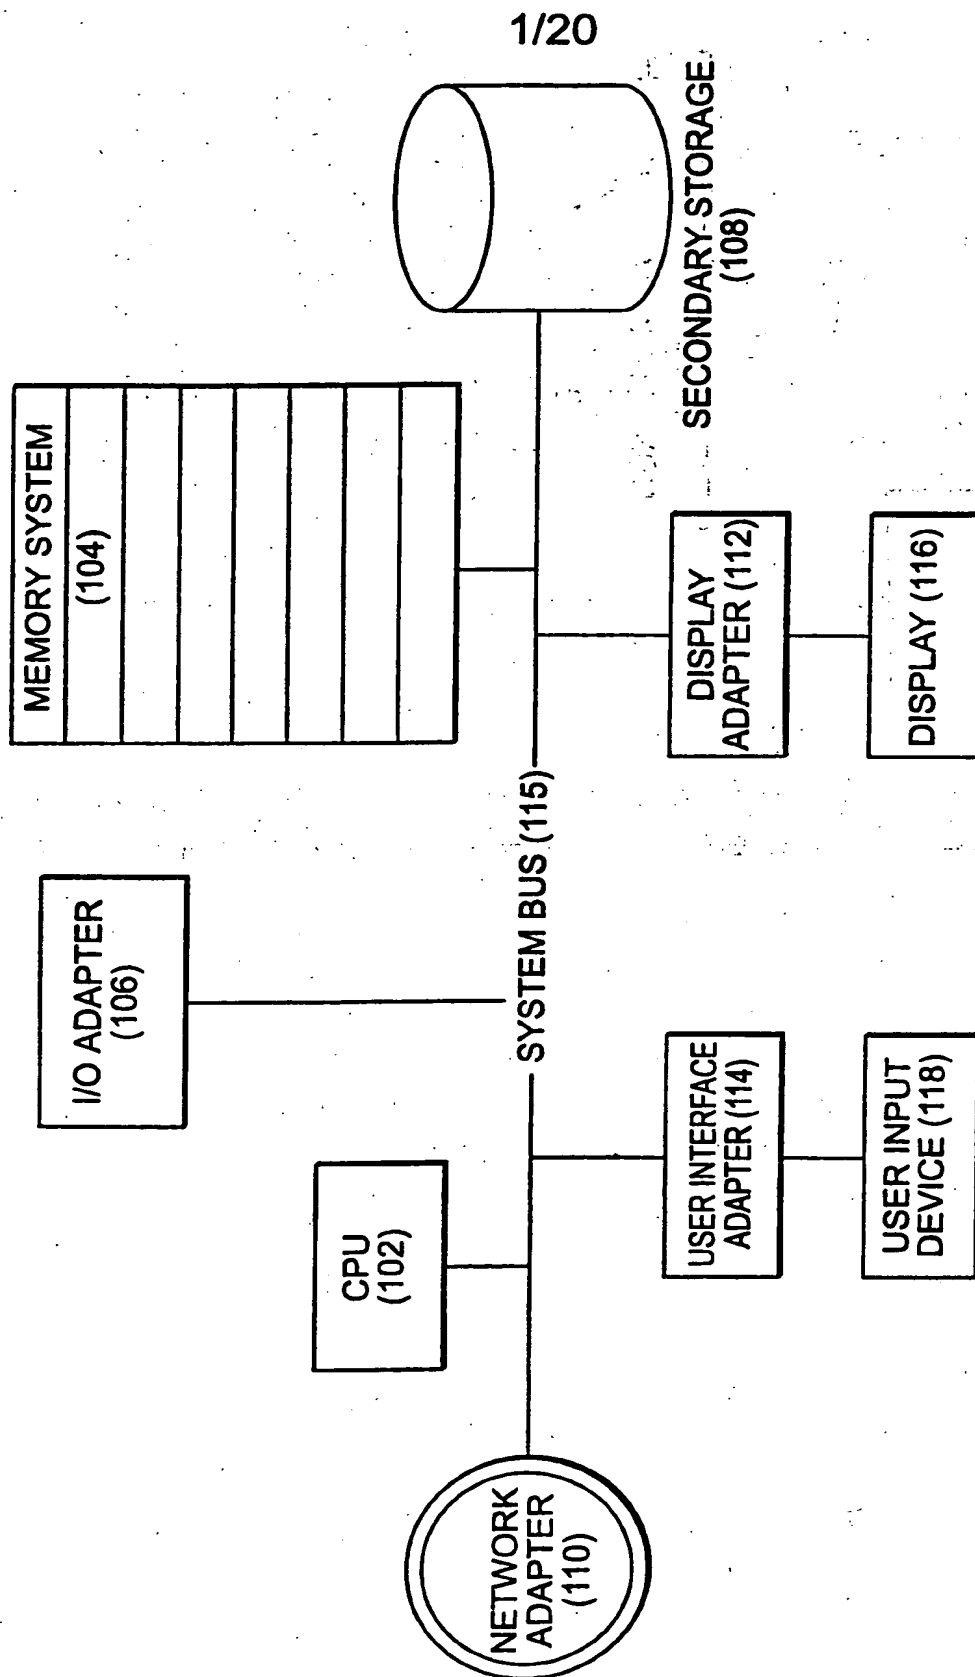 1/20
MEMORY SYSTEM
(104)
I/O ADAPTER
(106)
CPU
(102)
NETWORK
ADAPTER
(110)
SYSTEM BUS (115)
SECONDARY STORAGE
(108)
USER INTERFACE
ADAPTER (114)
DISPLAY
ADAPTER (112)
USER INPUT
DEVICE (118)
DISPLAY (116)